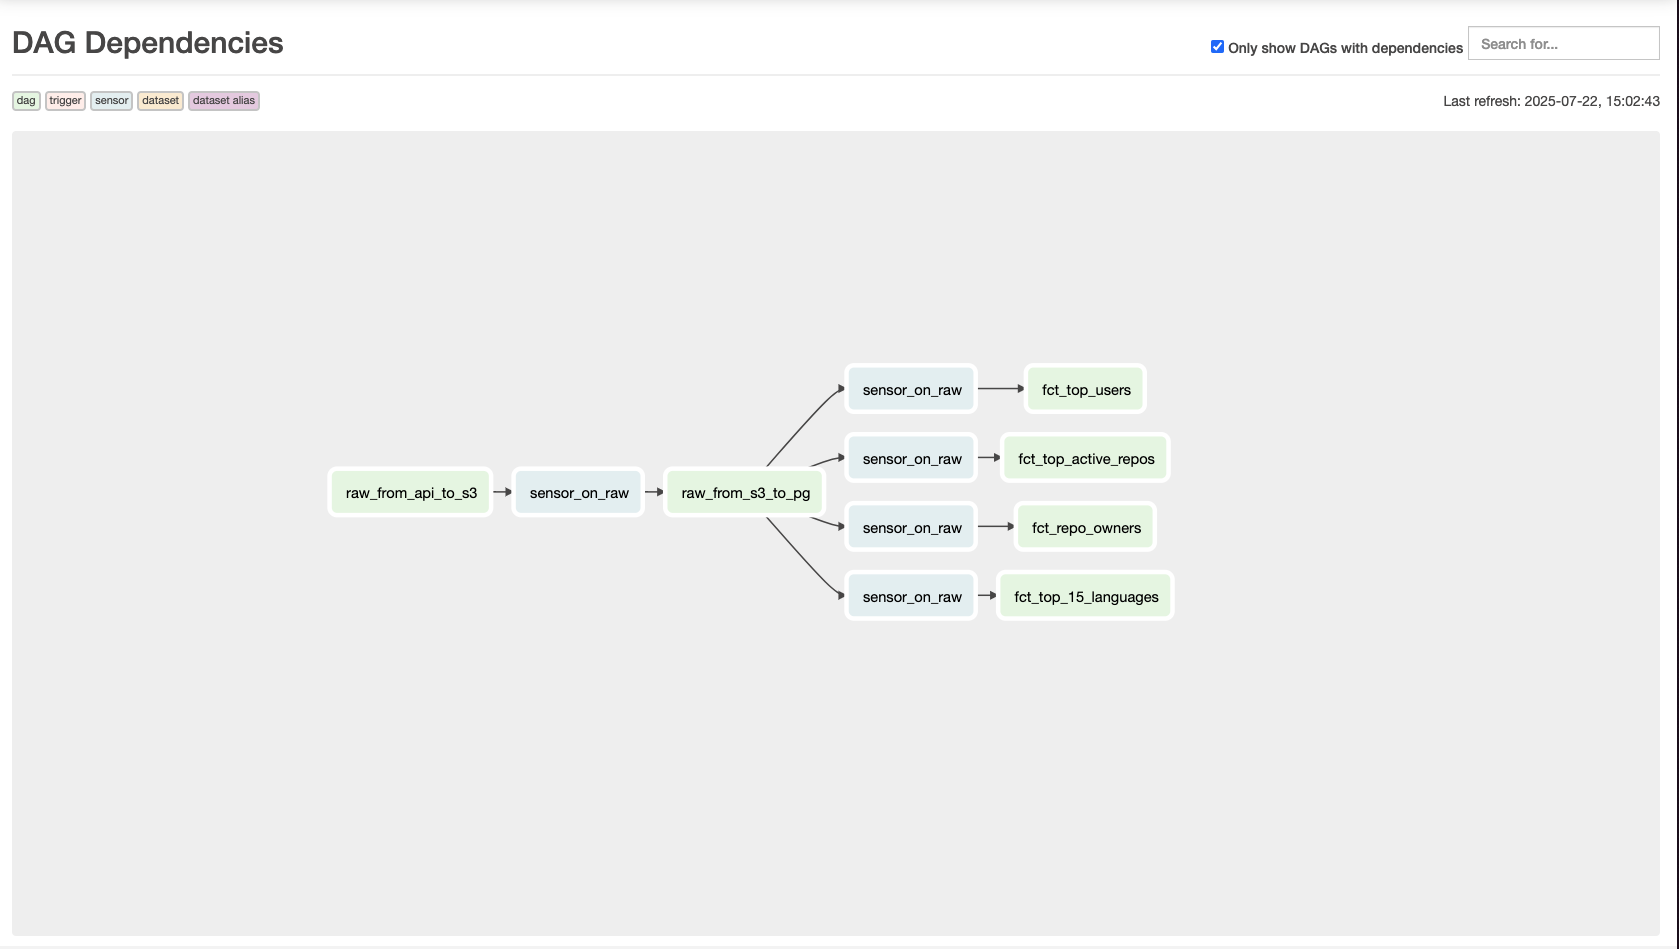 DAG Dependencies
Only show DAGs with dependencies
Search for...
dag
trigger
sensor
dataset
dataset alias
Last refresh: 2025-07-22, 15:02:43
raw_from_api_to_s3
sensor_on_raw
raw_from_s3_to_pg
sensor_on_raw
fct_top_users
sensor_on_raw
fct_top_active_repos
sensor_on_raw
fct_repo_owners
sensor_on_raw
fct_top_15_languages